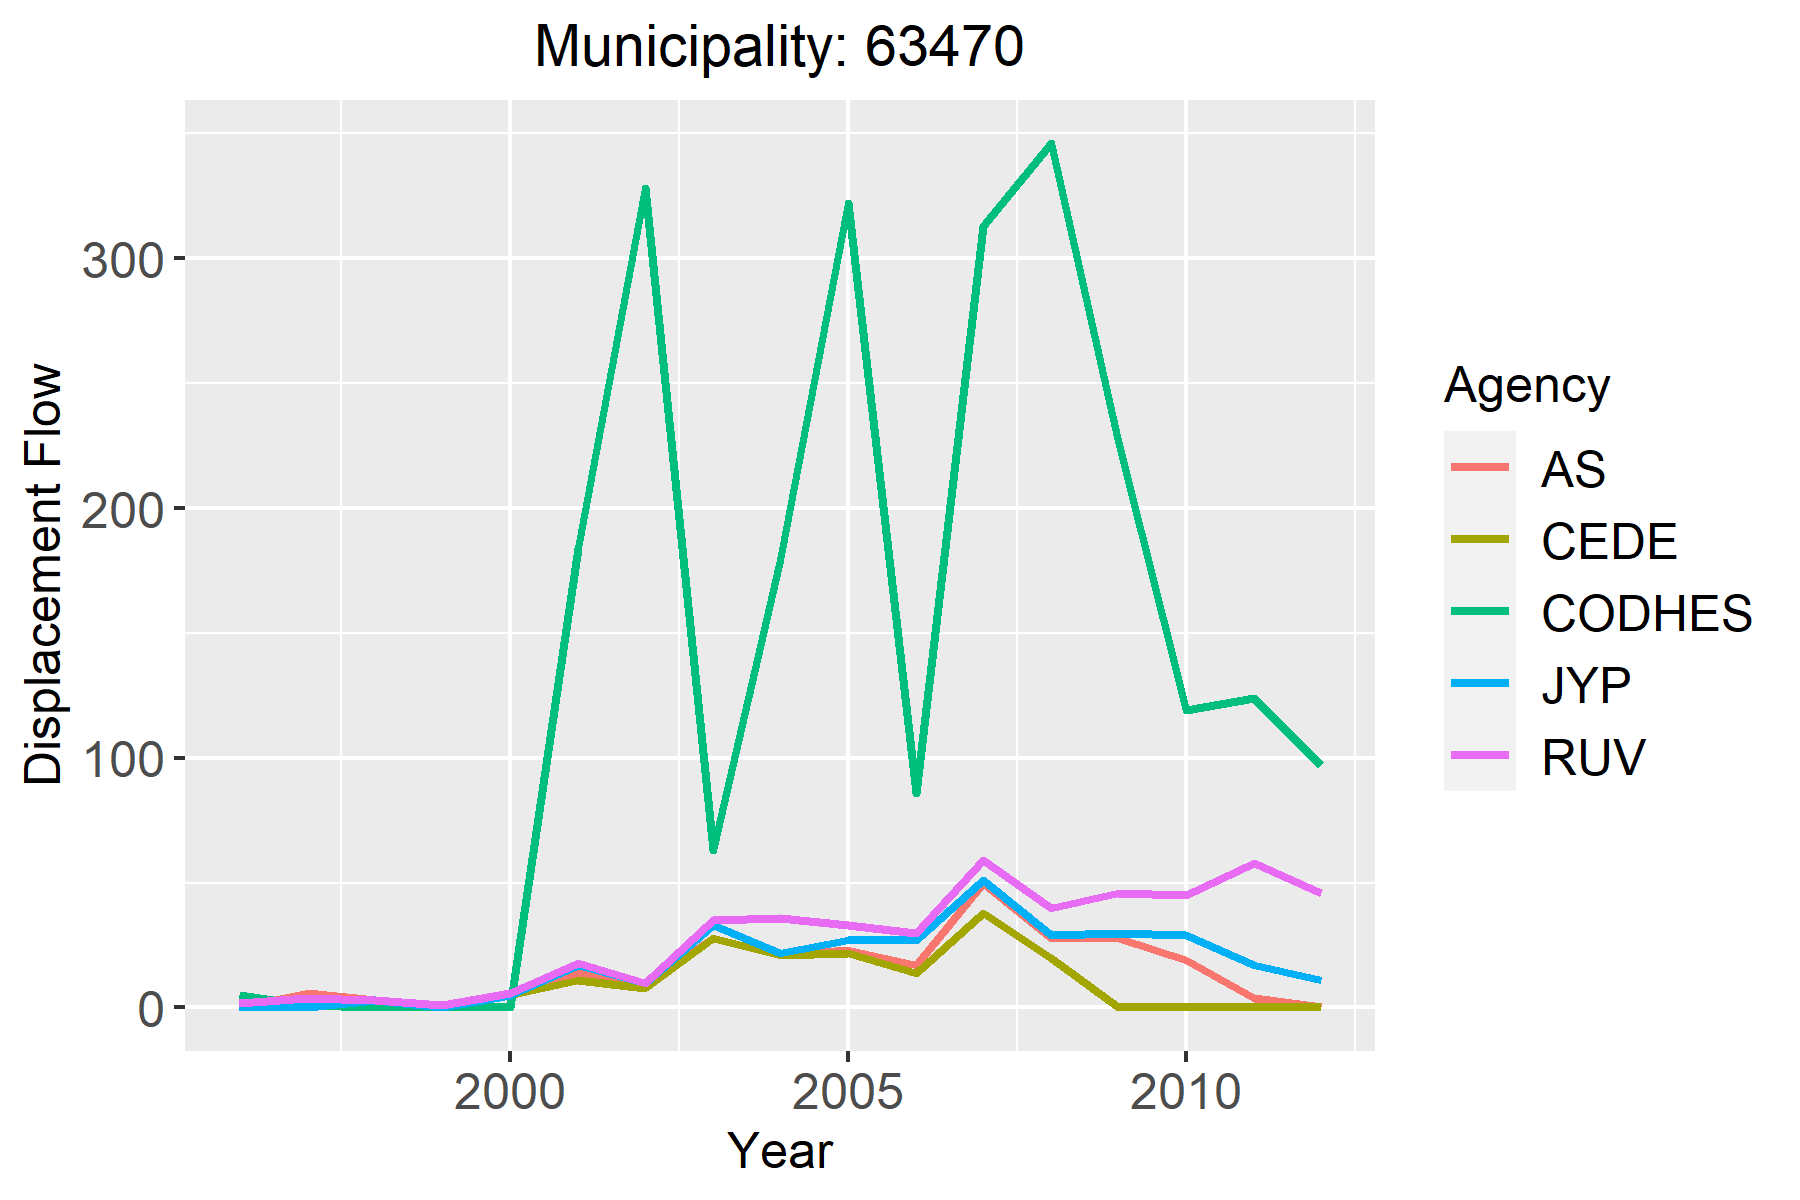 Municipality: 63470
Displacement Flow
300
200
100
0
2000 2005 2010
Year
Agency
AS
CEDE
CODHES
JYP
RUV